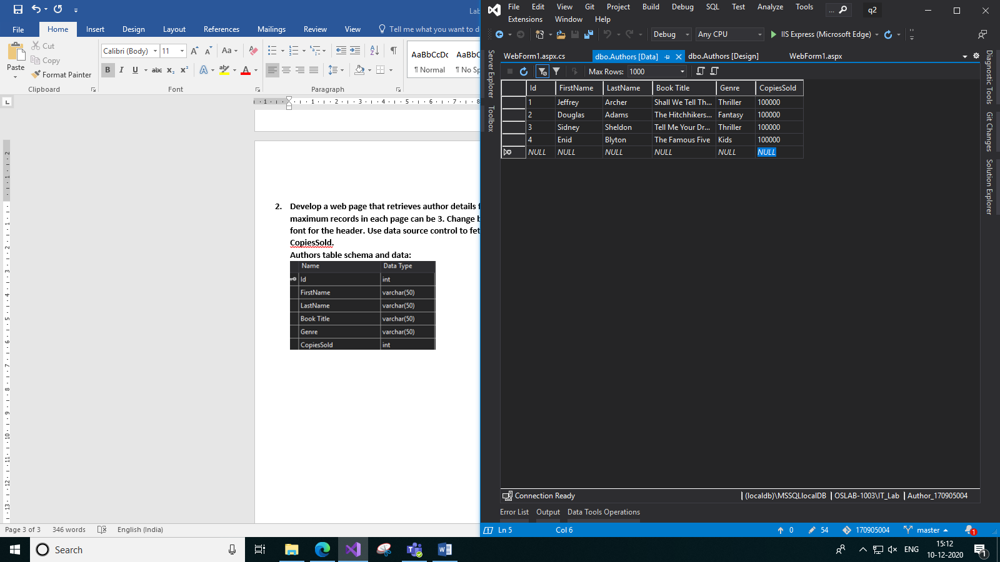 Lab
File Home Insert Design Layout References Mailings Review View Tell me what you want to d
Paste
Cut
Copy
Format Painter
Calibri (Body) 11
Aa
B I U abc x₂ x² A aby A
AaBbCcDc AaBbC
¶ Normal ¶ No Sp
Clipboard Font Paragraph
2. Develop a web page that retrieves author details f
maximum records in each page can be 3. Change b
font for the header. Use data source control to fet
CopiesSold.
Authors table schema and data:
Name Data Type
Id int
FirstName varchar(50)
LastName varchar(50)
Book Title varchar(50)
Genre varchar(50)
CopiesSold int
Page 3 of 3 346 words English (India)
File Edit View Git Project Build Debug SQL Test Analyze Tools ... q2
Extensions Window Help
Debug Any CPU IIS Express (Microsoft Edge)
Server Explorer
Toolbox
WebForm1.aspx.cs dbo.Authors [Data] dbo.Authors [Design] WebForm1.aspx
Max Rows: 1000
Id FirstName LastName Book Title Genre CopiesSold
1 Jeffrey Archer Shall We Tell Th... Thriller 100000
2 Douglas Adams The Hitchhikers... Fantasy 100000
3 Sidney Sheldon Tell Me Your Dr... Thriller 100000
4 Enid Blyton The Famous Five Kids 100000
NULL NULL NULL NULL NULL NULL
Diagnostic Tools
Git Changes
Solution Explorer
Connection Ready (localdb)\MSSQLlocalDB OSLAB-1003\IT_Lab Author_170905004
Error List Output Data Tools Operations
Ln 5 Col 6 0 54 170905004 master 1
Search
ENG
15:12
10-12-2020
1